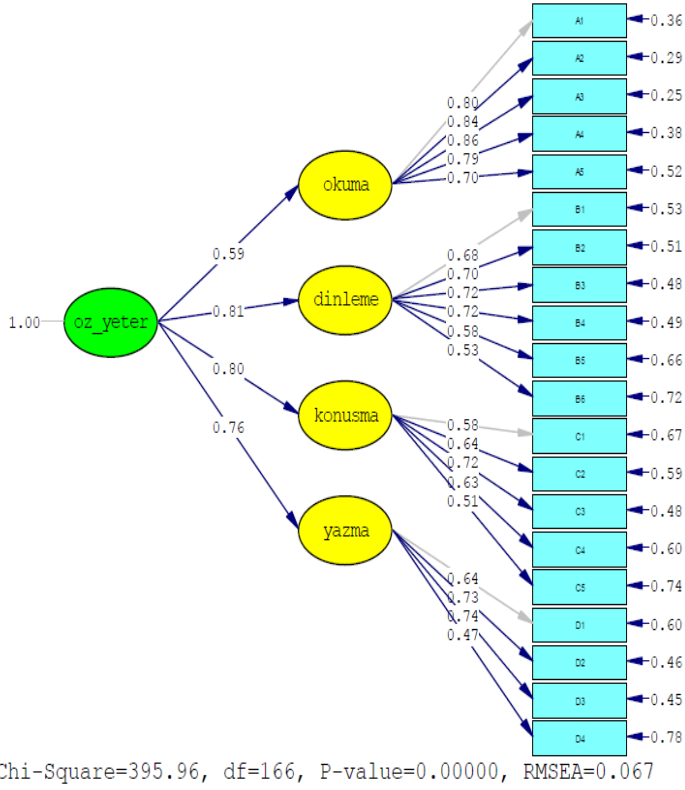 A1 0.36
A2 0.29
A3 0.25
A4 0.38
A5 0.52
B1 0.53
B2 0.51
B3 0.48
B4 0.49
B5 0.66
B6 0.72
C1 0.67
C2 0.59
C3 0.48
C4 0.60
C5 0.74
D1 0.60
D2 0.46
D3 0.45
D4 0.78
0.80
0.84
0.86
0.79
0.70
okuma
0.68
0.70
0.72
0.72
0.58
0.53
dinleme
0.58
0.64
0.72
0.63
0.51
konusma
0.64
0.73
0.74
0.47
yazma
0.59
0.81
0.80
0.76
1.00 oz_yeter
Chi-Square=395.96, df=166, P-value=0.00000, RMSEA=0.067